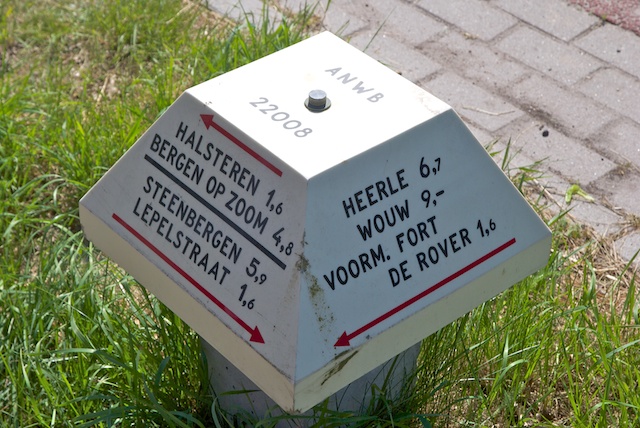 ANWB
22008
HALSTEREN 1,6
BERGEN OP ZOOM 4,8
STEENBERGEN 5,9
LEPELSTRAAT 1,6
HEERLE 6,7
WOUW 9,-
VOORM. FORT
DE ROVER 1,6